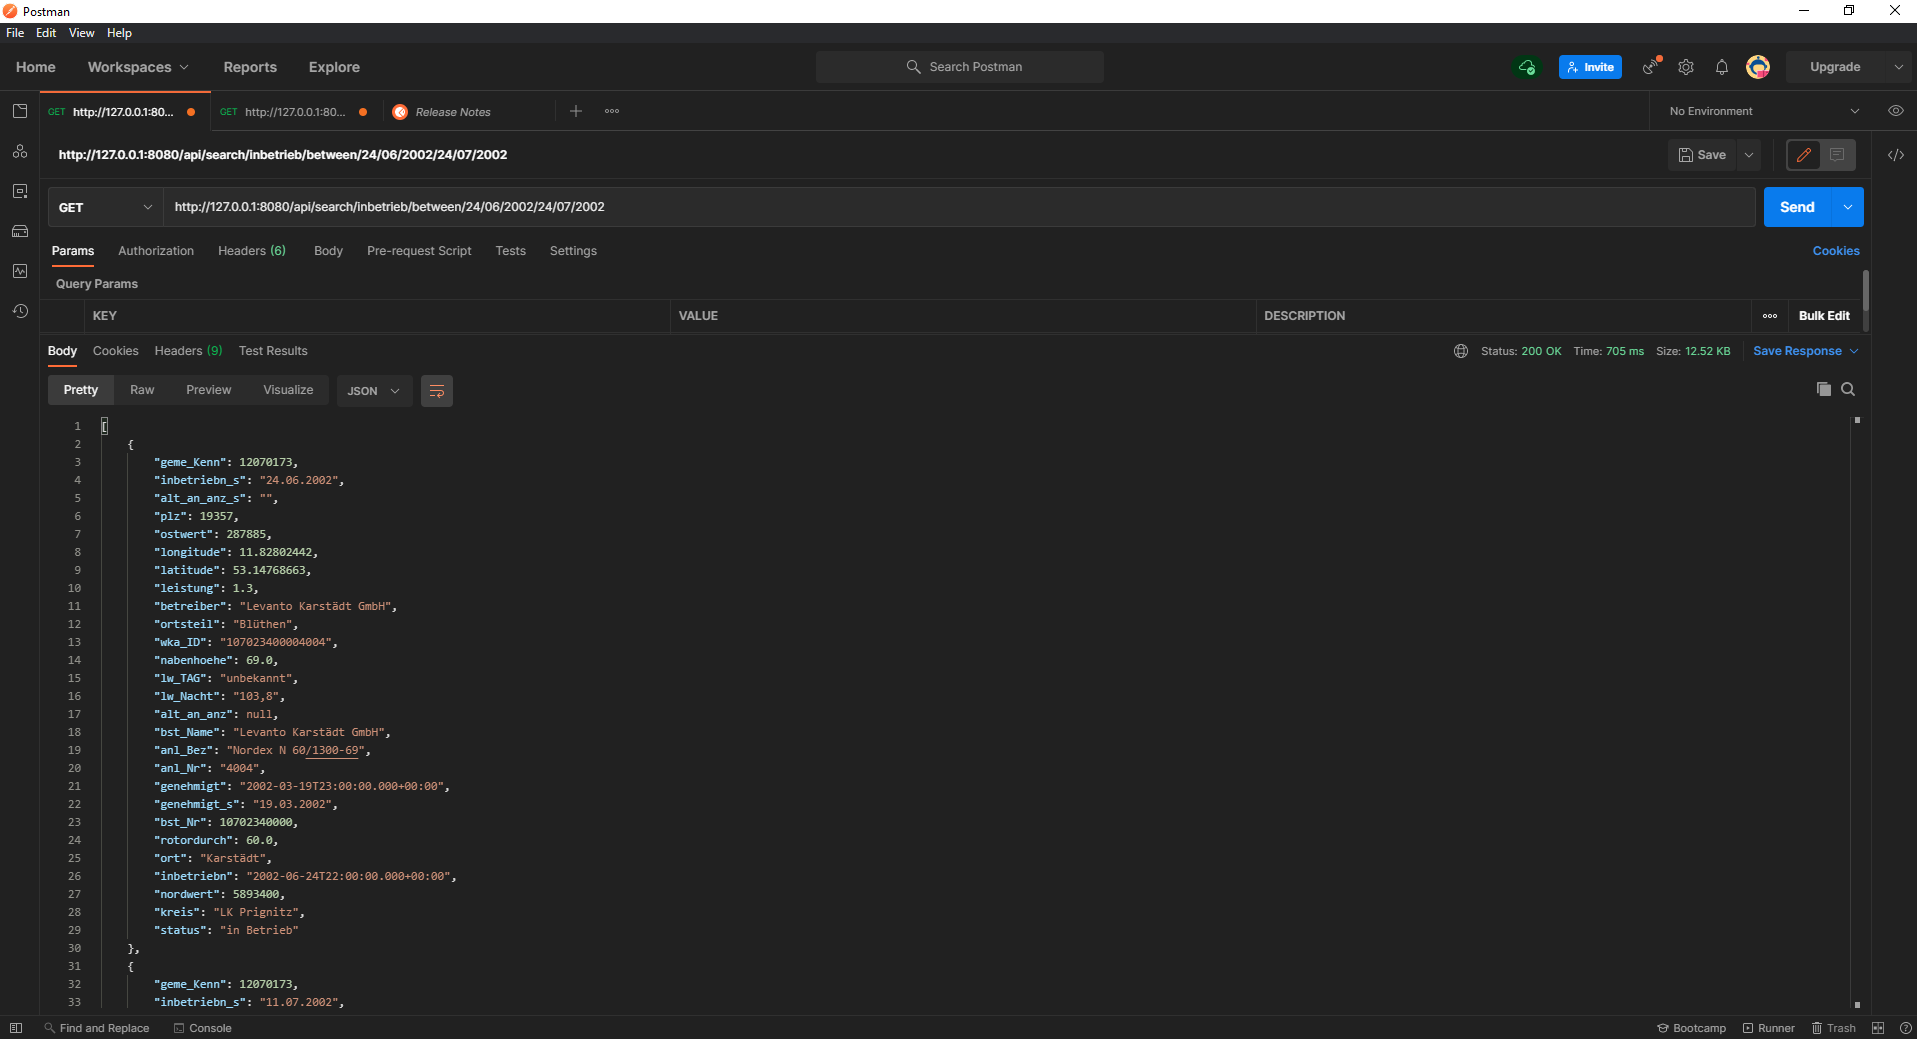 Postman
File Edit View Help
Home Workspaces Reports Explore Search Postman Invite Upgrade
GET http://127.0.0.1:80... GET http://127.0.0.1:80... Release Notes No Environment
http://127.0.0.1:8080/api/search/inbetrieb/between/24/06/2002/24/07/2002 Save
GET http://127.0.0.1:8080/api/search/inbetrieb/between/24/06/2002/24/07/2002 Send
Params Authorization Headers (6) Body Pre-request Script Tests Settings Cookies
Query Params
KEY VALUE DESCRIPTION Bulk Edit
Body Cookies Headers (9) Test Results Status: 200 OK Time: 705 ms Size: 12.52 KB Save Response
Pretty Raw Preview Visualize JSON
1 [
2 {
3 "geme_Kenn": 12070173,
4 "inbetriebn_s": "24.06.2002",
5 "alt_an_anz_s": "",
6 "plz": 19357,
7 "ostwert": 287885,
8 "longitude": 11.82802442,
9 "latitude": 53.14768663,
10 "leistung": 1.3,
11 "betreiber": "Levanto Karstädt GmbH",
12 "ortsteil": "Blüthen",
13 "wka_ID": "107023400004004",
14 "nabenhoehe": 69.0,
15 "lw_TAG": "unbekannt",
16 "lw_Nacht": "103,8",
17 "alt_an_anz": null,
18 "bst_Name": "Levanto Karstädt GmbH",
19 "anl_Bez": "Nordex N 60/1300-69",
20 "anl_Nr": "4004",
21 "genehmigt": "2002-03-19T23:00:00.000+00:00",
22 "genehmigt_s": "19.03.2002",
23 "bst_Nr": 10702340000,
24 "rotordurch": 60.0,
25 "ort": "Karstädt",
26 "inbetriebn": "2002-06-24T22:00:00.000+00:00",
27 "nordwert": 5893400,
28 "kreis": "LK Prignitz",
29 "status": "in Betrieb"
30 },
31 {
32 "geme_Kenn": 12070173,
33 "inbetriebn_s": "11.07.2002",
Find and Replace Console Bootcamp Runner Trash